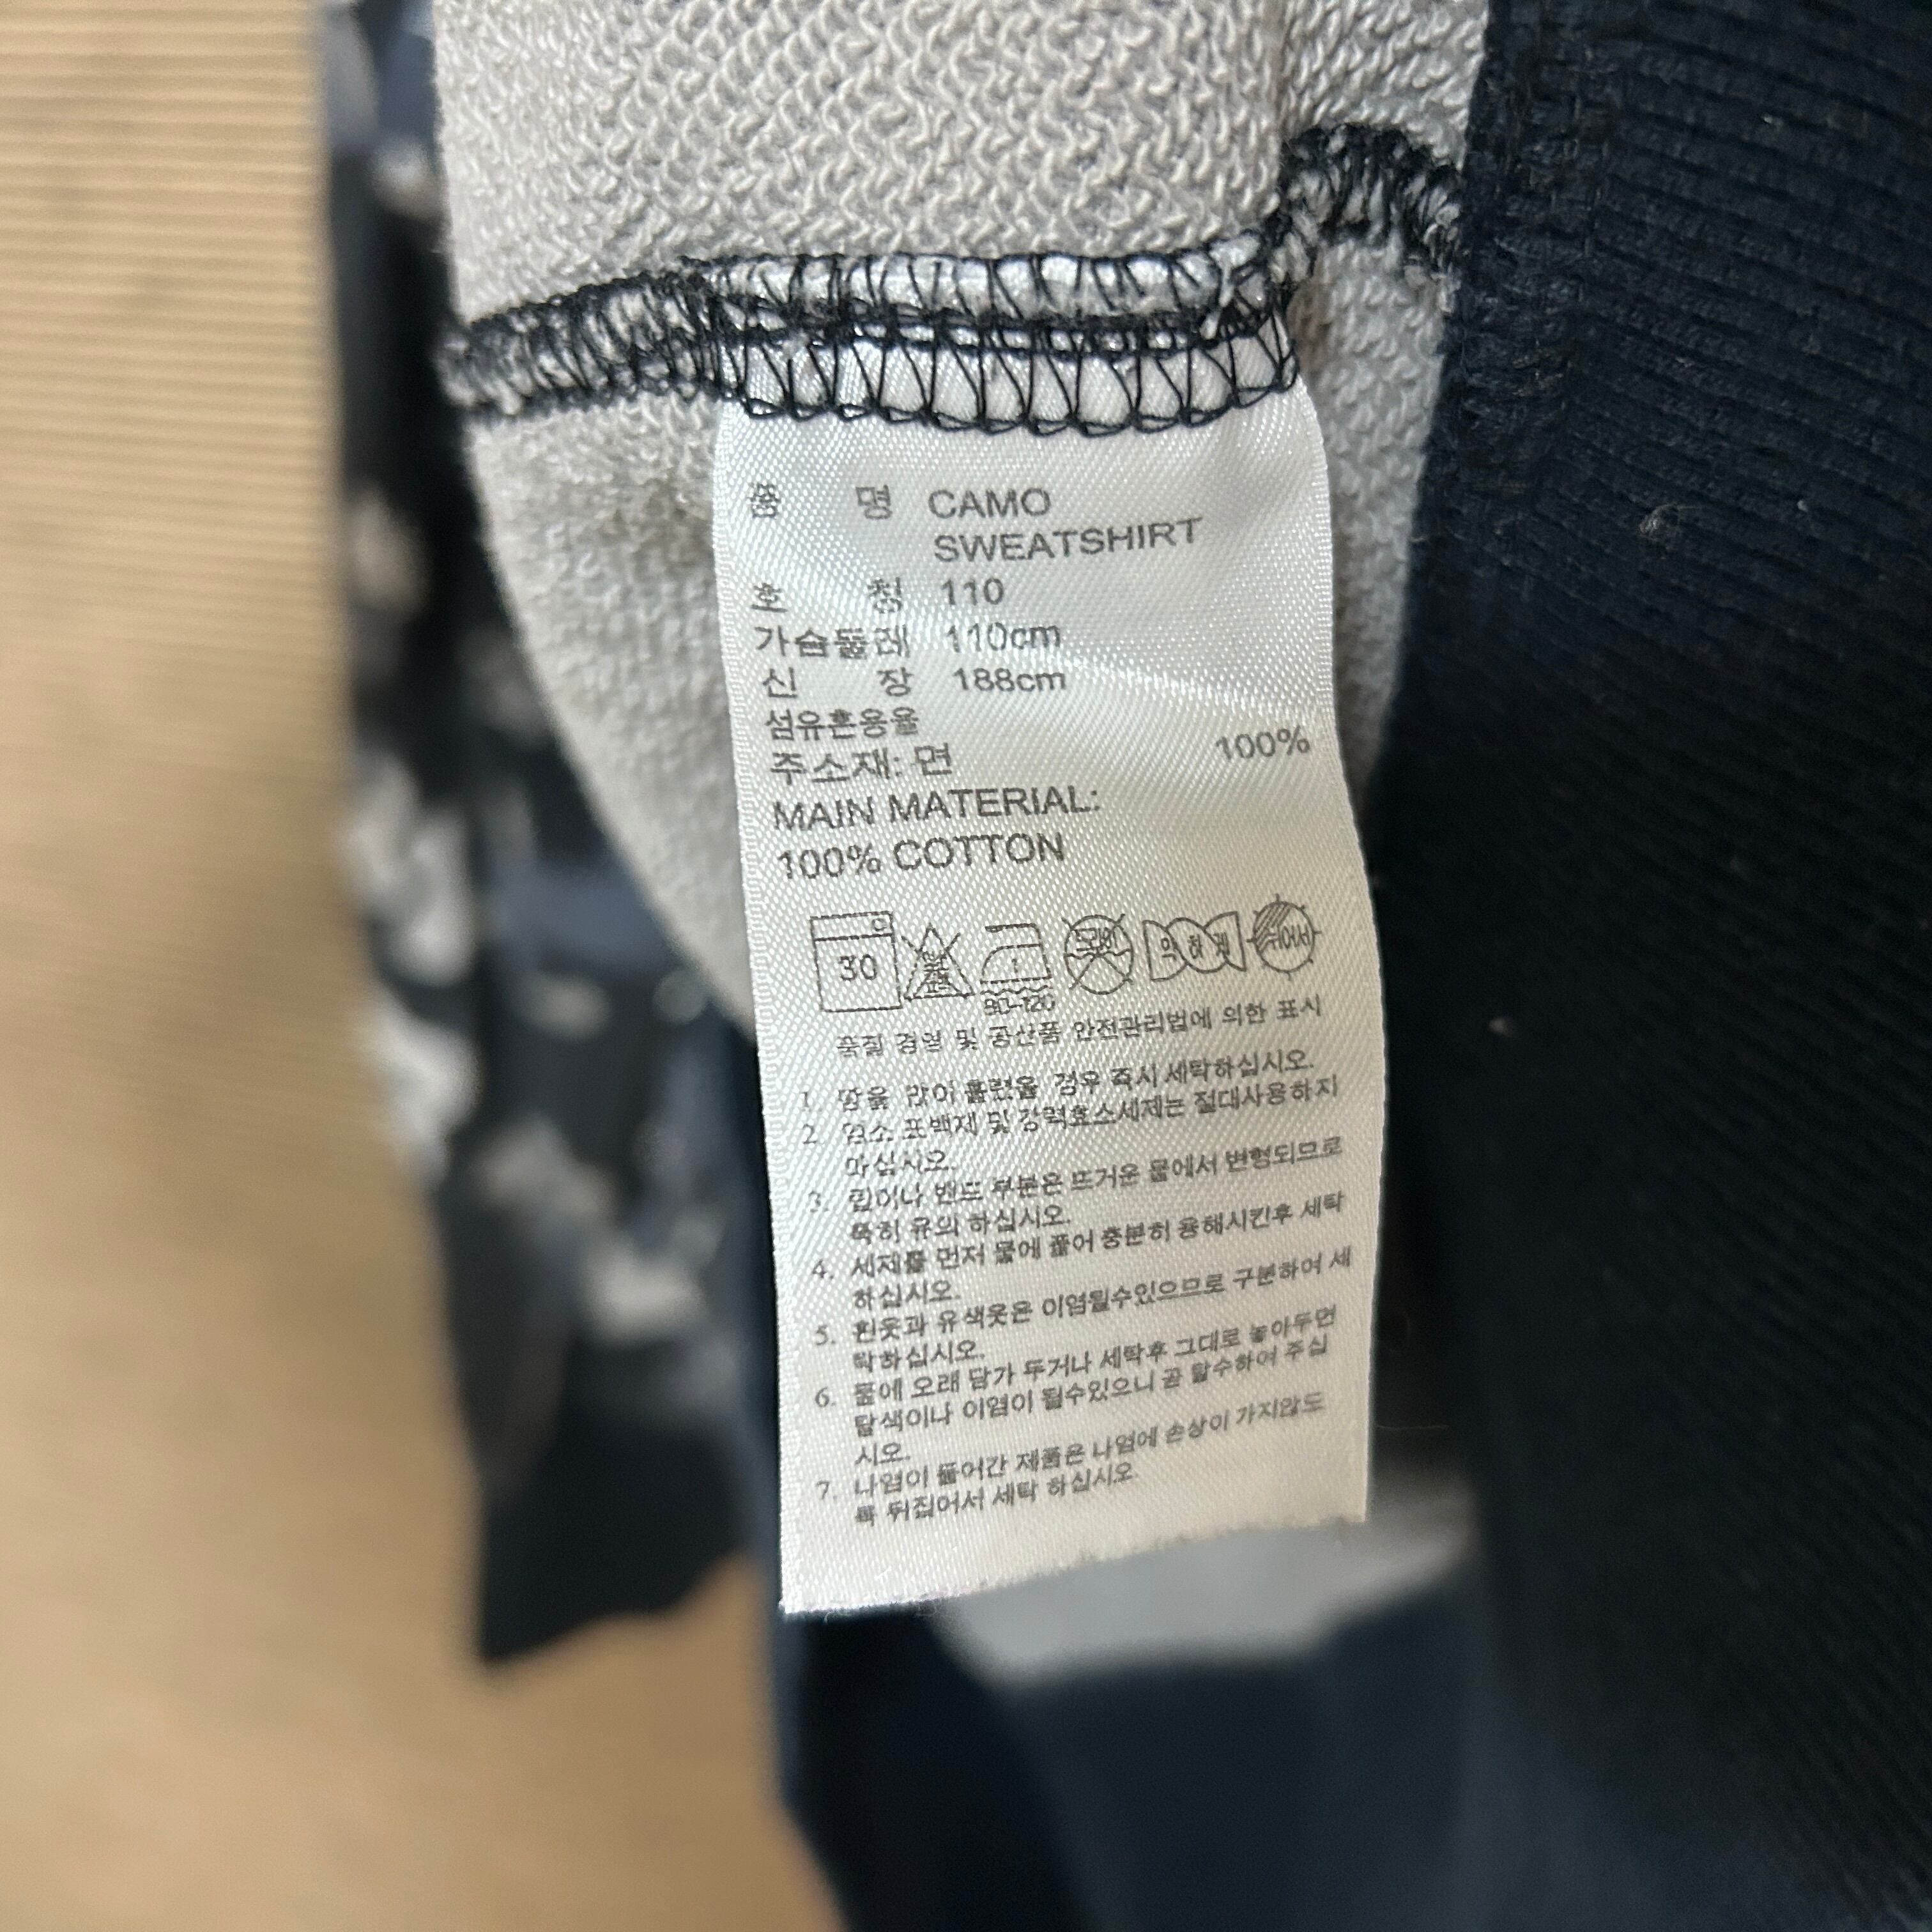 품 명 CAMO
SWEATSHIRT
호 칭 110
가슴둘레 110cm
신 장 188cm
섬유혼용율
주소재: 면 100%
MAIN MATERIAL:
100% COTTON
30
80-120
품질 경영 및 공산품 안전관리법에 의한 표시
1. 땀을 많이 흘렸을 경우 즉시 세탁하십시오.
2. 염소 표백제 및 강력효소세제는 절대사용하지
마십시오.
3. 립이나 밴드 부분은 뜨거운 물에서 변형되므로
특히 유의 하십시오.
4. 세제를 먼저 물에 풀어 충분히 용해시킨후 세탁
하십시오.
5. 흰옷과 유색옷은 이염될수있으므로 구분하여 세
탁하십시오.
6. 물에 오래 담가 두거나 세탁후 그대로 놓아두면
탈색이나 이염이 될수있으니 곧 탈수하여 주십
시오.
7. 나염이 들어간 제품은 나염에 손상이 가지않도
록 뒤집어서 세탁 하십시오.